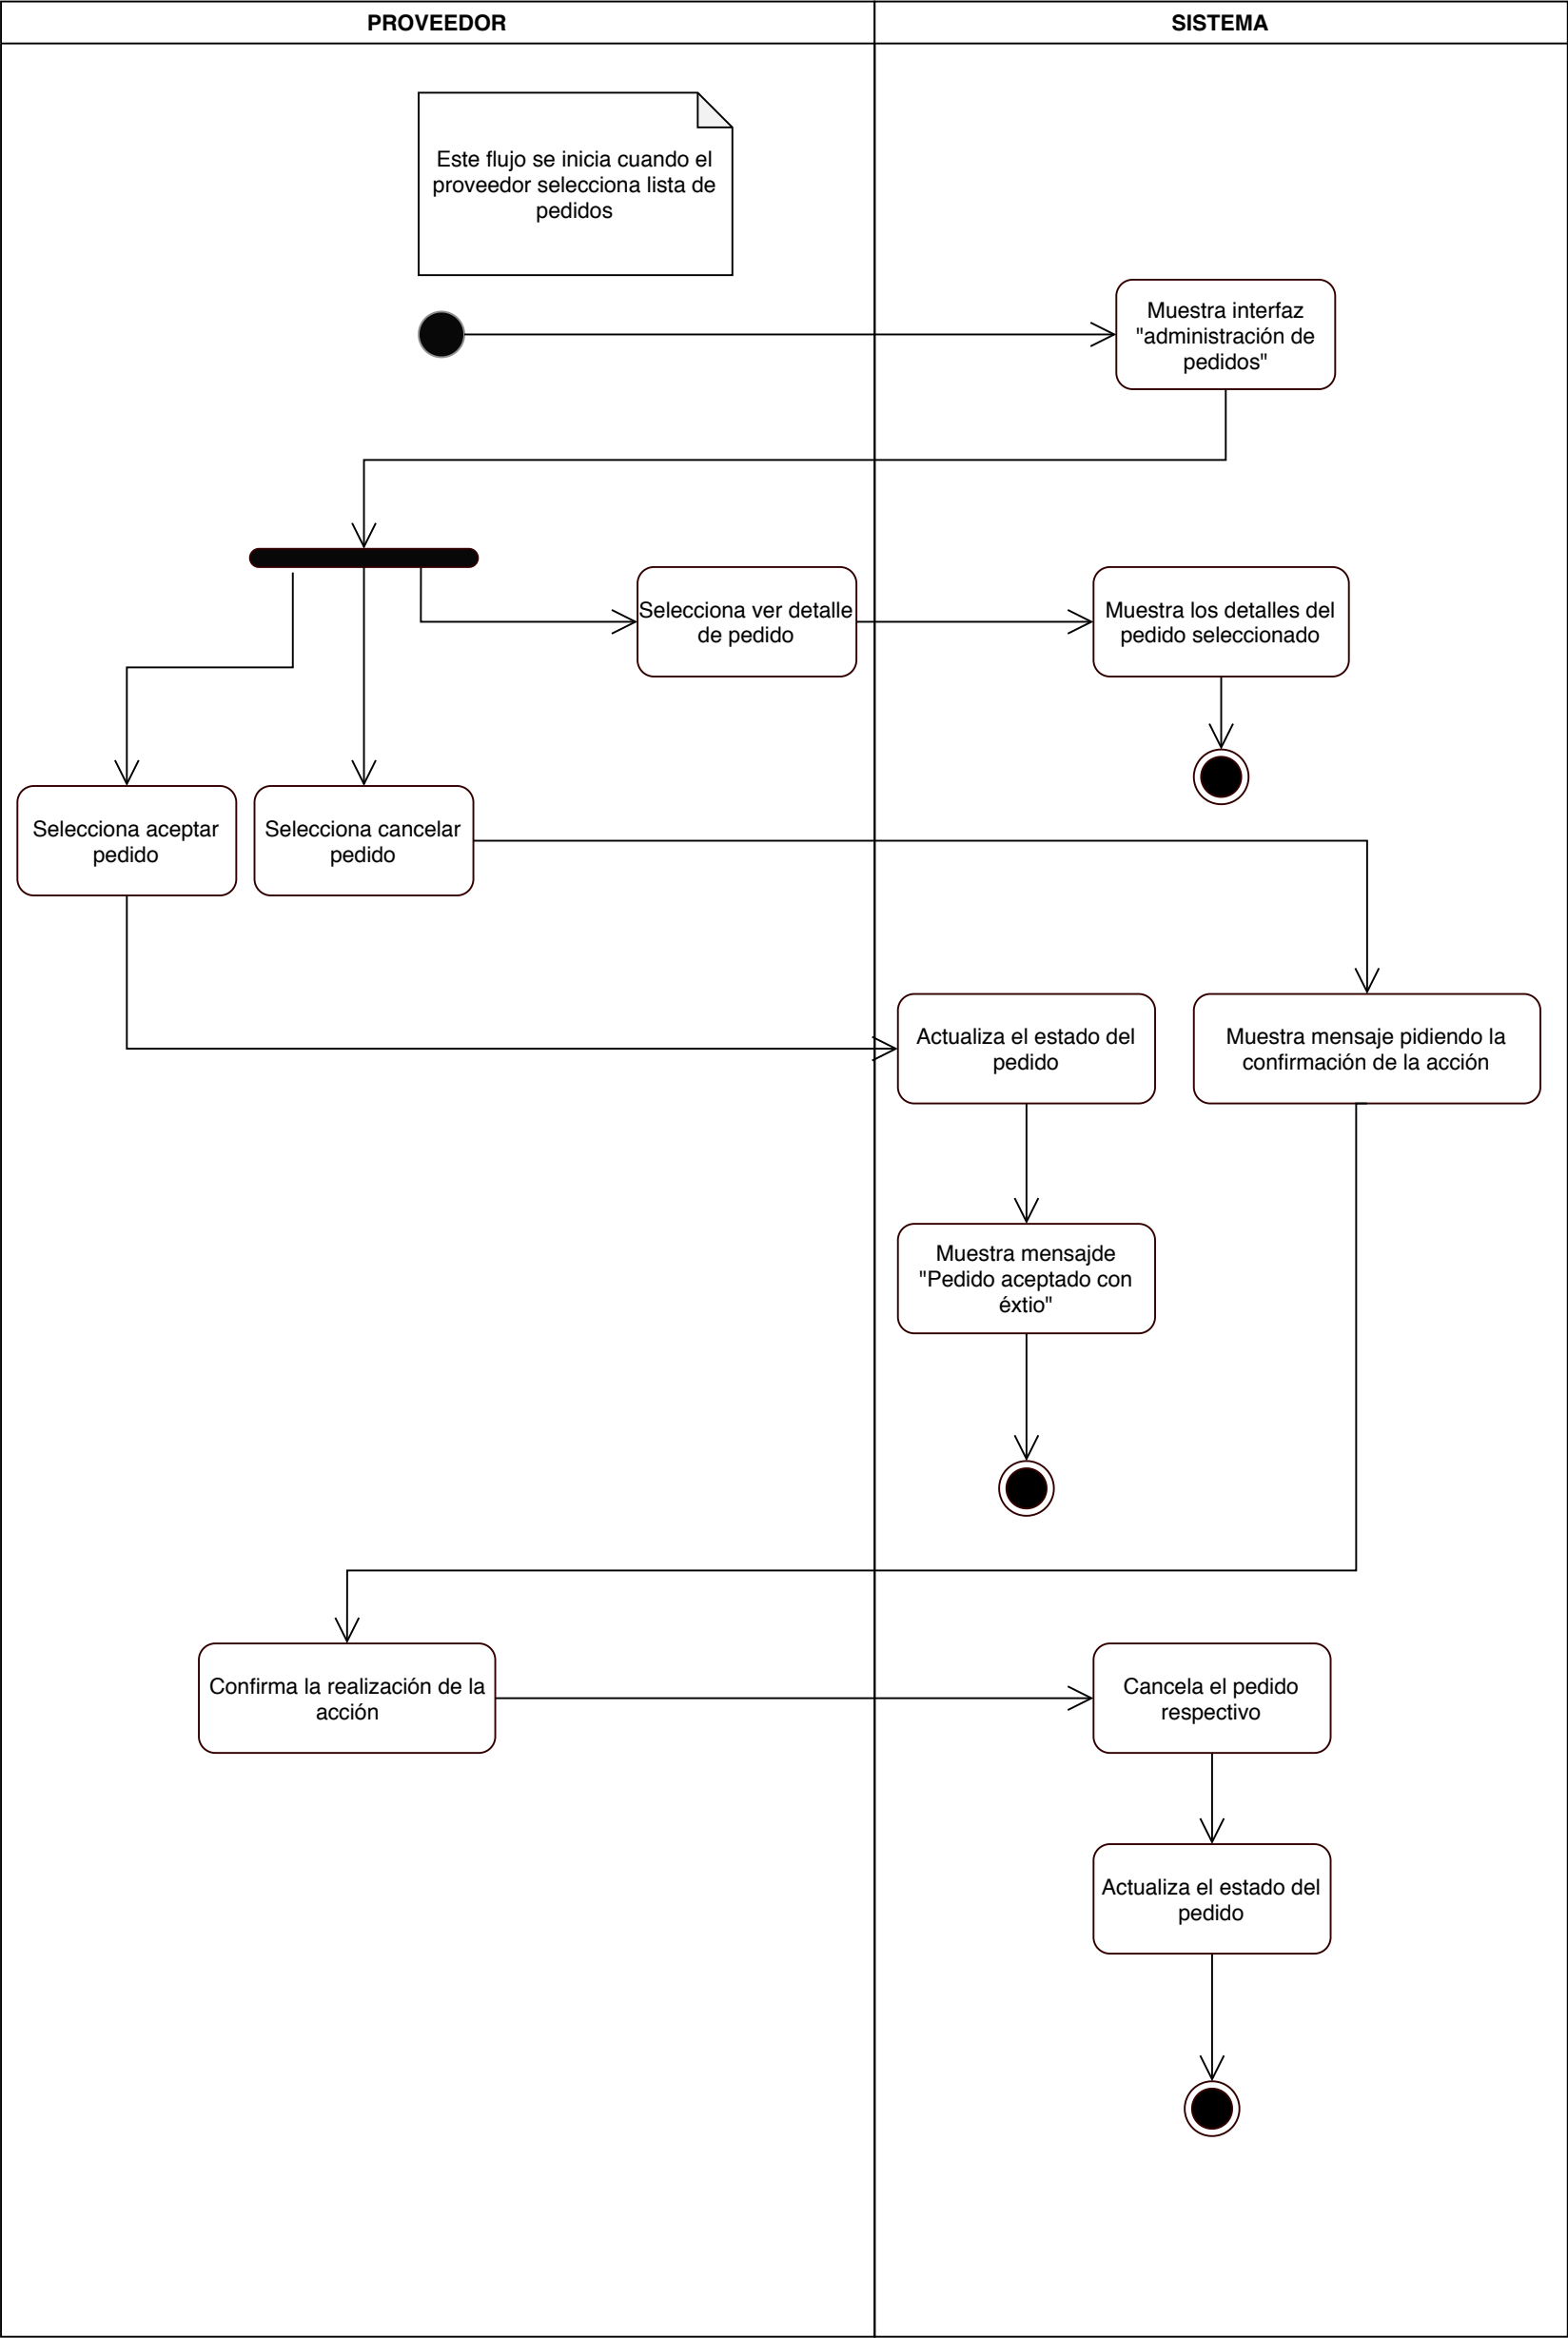 PROVEEDOR
SISTEMA
Este flujo se inicia cuando el
proveedor selecciona lista de
pedidos
Muestra interfaz
"administración de
pedidos"
Selecciona ver detalle
de pedido
Muestra los detalles del
pedido seleccionado
Selecciona aceptar
pedido
Selecciona cancelar
pedido
Actualiza el estado del
pedido
Muestra mensaje pidiendo la
confirmación de la acción
Muestra mensajde
"Pedido aceptado con
éxtio"
Confirma la realización de la
acción
Cancela el pedido
respectivo
Actualiza el estado del
pedido